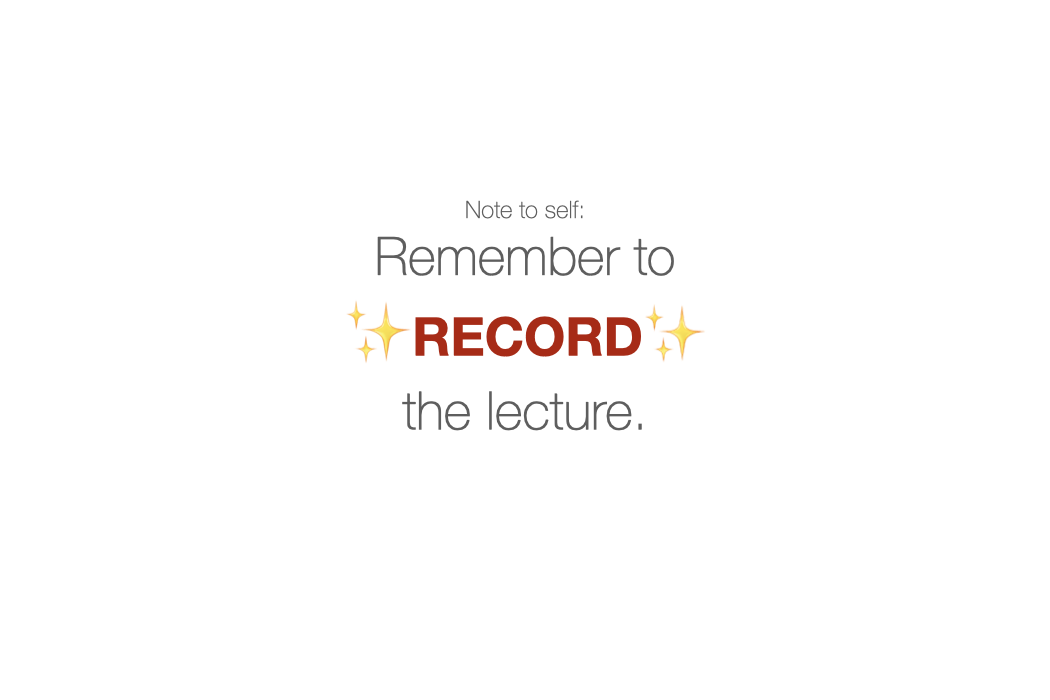 Note to self:
Remember to
✨RECORD✨
the lecture.